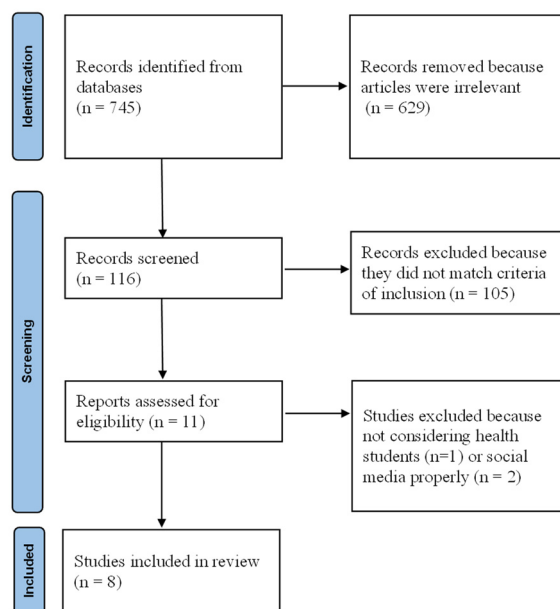 Identification
Records identified from
databases
(n = 745)
Records removed because
articles were irrelevant
(n = 629)
Screening
Records screened
(n = 116)
Records excluded because
they did not match criteria
of inclusion (n = 105)
Reports assessed for
eligibility (n = 11)
Studies excluded because
not considering health
students (n=1) or social
media properly (n = 2)
Included
Studies included in review
(n = 8)